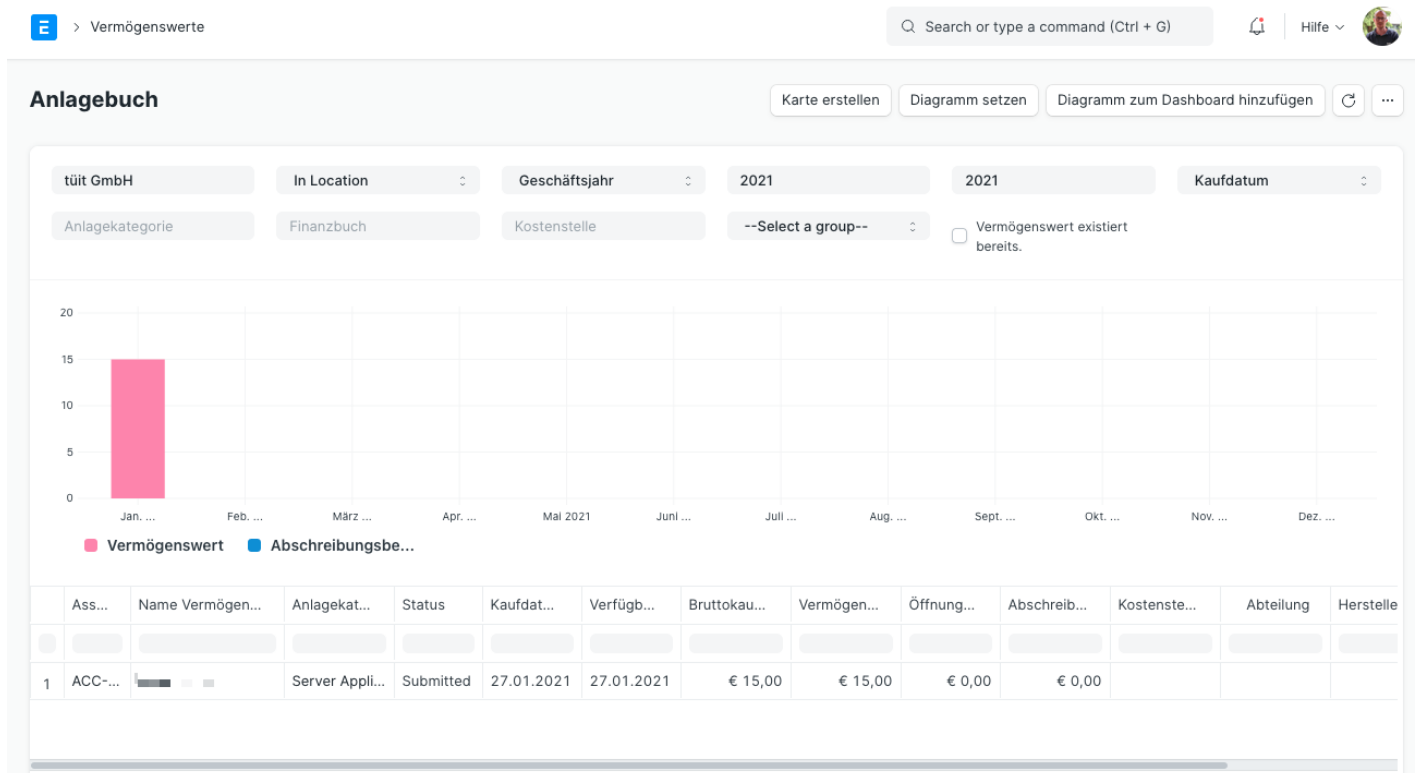 E > Vermögenswerte Search or type a command (Ctrl + G) Hilfe
Anlagebuch Karte erstellen Diagramm setzen Diagramm zum Dashboard hinzufügen ...
tüit GmbH In Location Geschäftsjahr 2021 2021 Kaufdatum
Anlagekategorie Finanzbuch Kostenstelle --Select a group-- Vermögenswert existiert
bereits.
20
15
10
5
0
Jan. ... Feb. ... März ... Apr. ... Mai 2021 Juni ... Juli ... Aug. ... Sept. ... Okt. ... Nov. ... Dez. ...
Vermögenswert Abschreibungsbe...
Ass... Name Vermögen... Anlagekat... Status Kaufdat... Verfügb... Bruttokau... Vermögen... Öffnung... Abschreib... Kostenste... Abteilung Herstelle
1 ACC-... Server Appli... Submitted 27.01.2021 27.01.2021 € 15,00 € 15,00 € 0,00 € 0,00